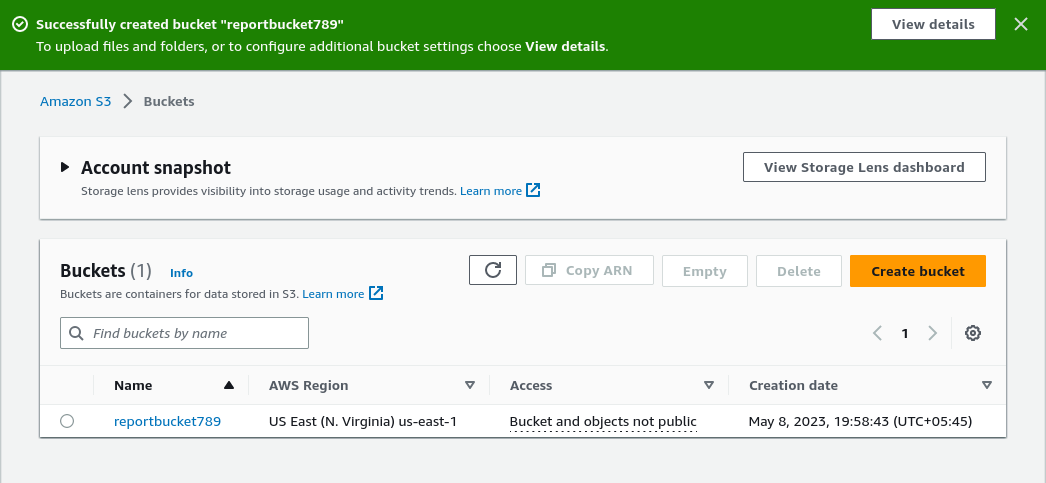 Successfully created bucket "reportbucket789"
To upload files and folders, or to configure additional bucket settings choose View details.
View details
Amazon S3 Buckets
Account snapshot
Storage lens provides visibility into storage usage and activity trends. Learn more
View Storage Lens dashboard
Buckets (1) Info
Buckets are containers for data stored in S3. Learn more
Copy ARN Empty Delete Create bucket
Find buckets by name
1
Name AWS Region Access Creation date
reportbucket789 US East (N. Virginia) us-east-1 Bucket and objects not public May 8, 2023, 19:58:43 (UTC+05:45)